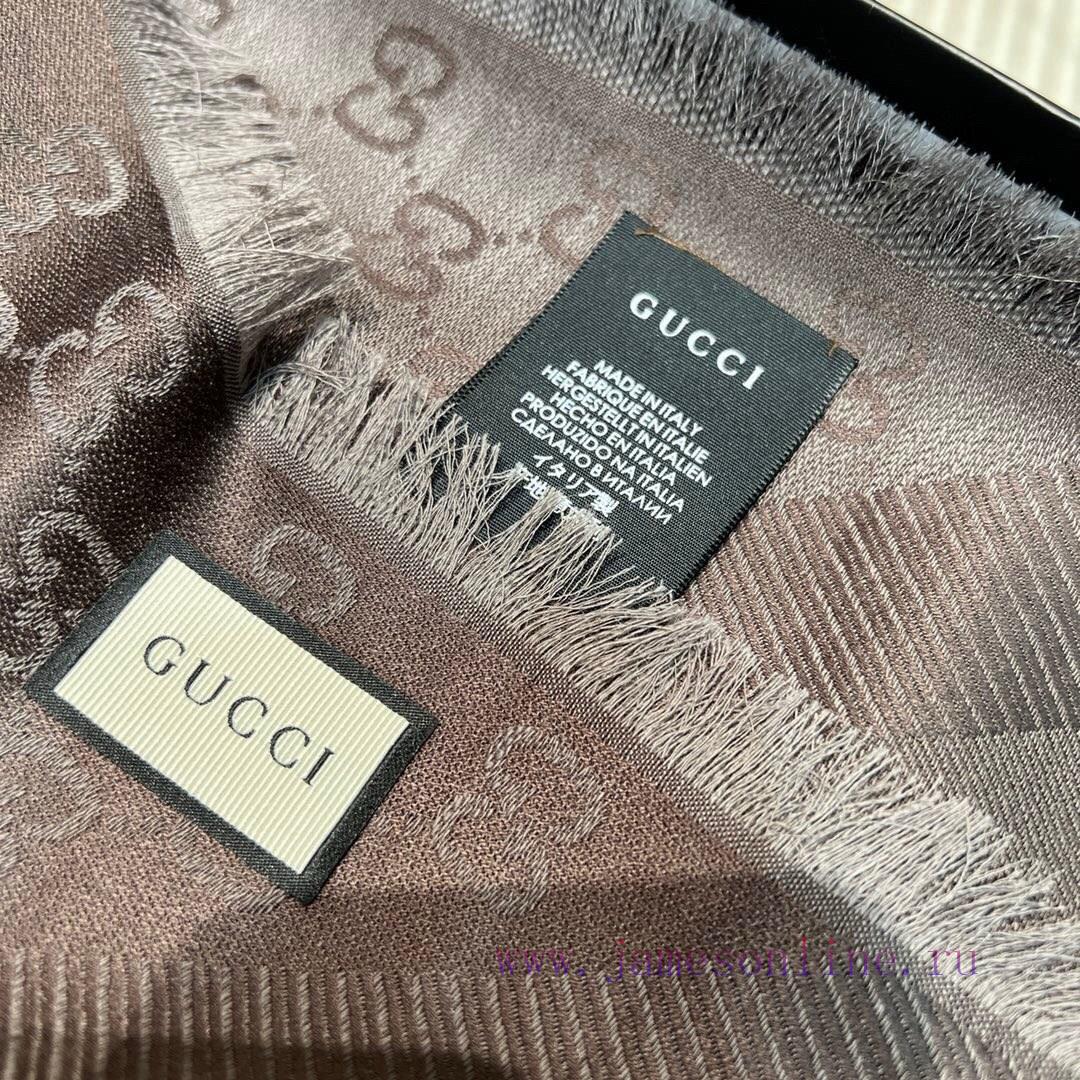 GUCCI
MADE IN ITALY
FABRIQUE EN ITALIE
HERGESTELLT IN ITALIEN
HECHO EN ITALIA
PRODUZIDO NA ITALIA
СДЕЛАНО В ИТАЛИИ
イタリア製
GUCCI
www.jamesonline.ru